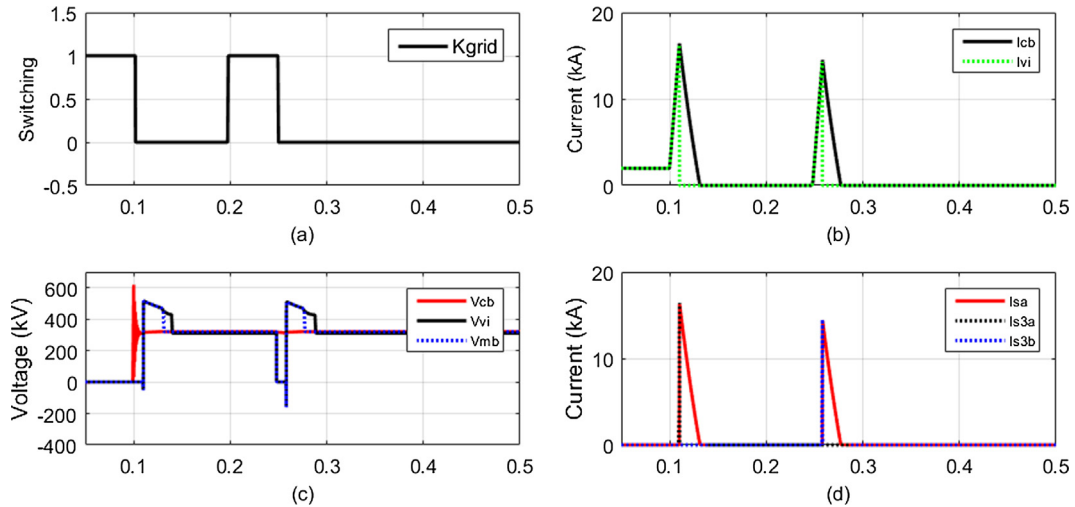 1.5
1
0.5
0
-0.5
Switching
Kgrid
0.1
0.2
0.3
0.4
0.5
(a)
20
10
0
Current (kA)
Icb
Ivi
0.1
0.2
0.3
0.4
0.5
(b)
600
400
200
0
-200
-400
Voltage (kV)
Vcb
Vvi
Vmb
0.1
0.2
0.3
0.4
0.5
(c)
20
10
0
Current (kA)
Isa
Is3a
Is3b
0.1
0.2
0.3
0.4
0.5
(d)